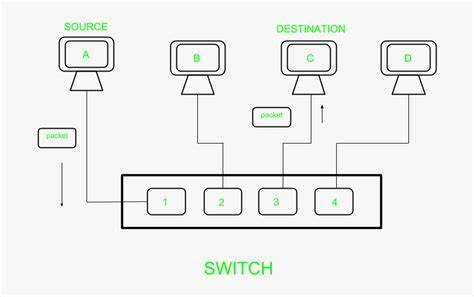 SOURCE
DESTINATION
A
B
C
D
packet
packet
1
2
3
4
SWITCH